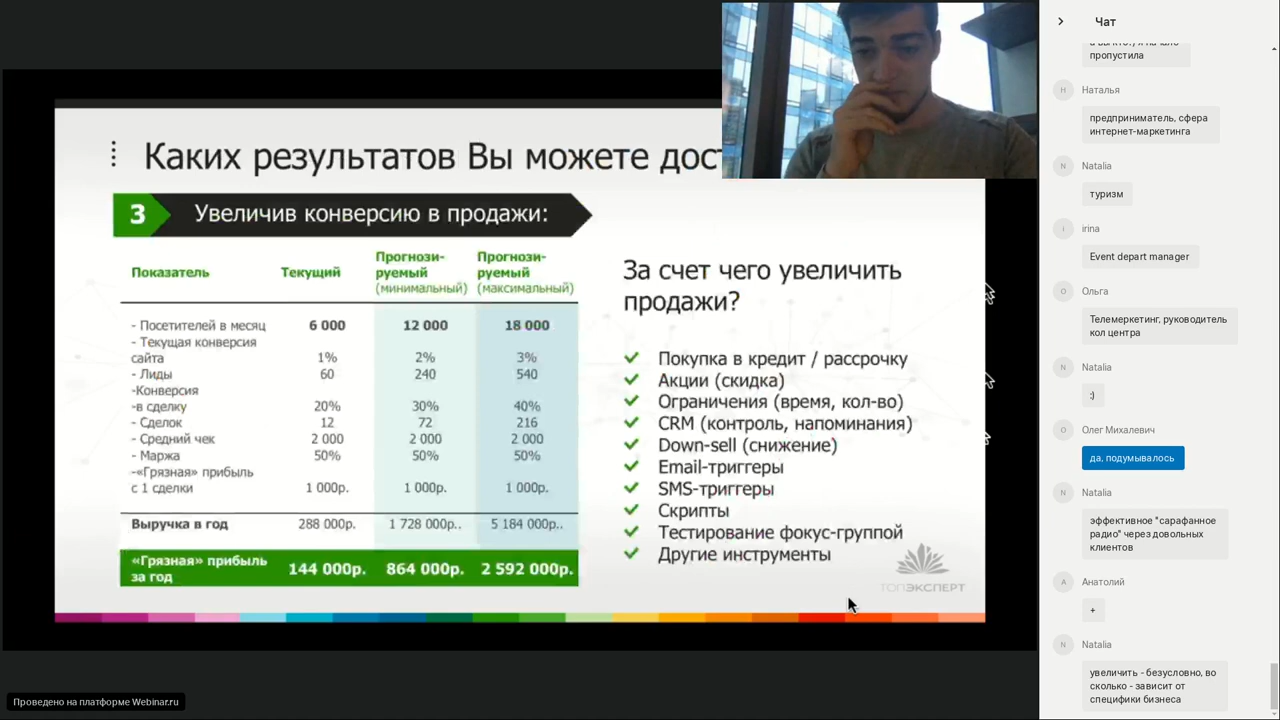 Каких результатов Вы можете дос
3
Увеличив конверсию в продажи:
Показатель
Текущий
Прогнози-
руемый
(минимальный)
Прогнози-
руемый
(максимальный)
- Посетителей в месяц 6 000 12 000 18 000
- Текущая конверсия
сайта 1% 2% 3%
- Лиды 60 240 540
-Конверсия
-в сделку 20% 30% 40%
- Сделок 12 72 216
- Средний чек 2 000 2 000 2 000
- Маржа 50% 50% 50%
-«Грязная» прибыль
с 1 сделки 1 000р. 1 000р. 1 000р.
Выручка в год 288 000р. 1 728 000р.. 5 184 000р..
«Грязная» прибыль
за год 144 000р. 864 000р. 2 592 000р.
За счет чего увеличить
продажи?
Покупка в кредит / рассрочку
Акции (скидка)
Ограничения (время, кол-во)
CRM (контроль, напоминания)
Down-sell (снижение)
Email-триггеры
SMS-триггеры
Скрипты
Тестирование фокус-группой
Другие инструменты
ТОПЭКСПЕРТ
Проведено на платформе Webinar.ru
Чат
пропустила
Н
Наталья
предприниматель, сфера
интернет-маркетинга
N
Natalia
туризм
i
irina
Event depart manager
О
Ольга
Телемеркетинг, руководитель
кол центра
N
Natalia
:)
О
Олег Михалевич
да, подумывалось
N
Natalia
эффективное "сарафанное
радио" через довольных
клиентов
А
Анатолий
+
N
Natalia
увеличить - безусловно, во
сколько - зависит от
специфики бизнеса